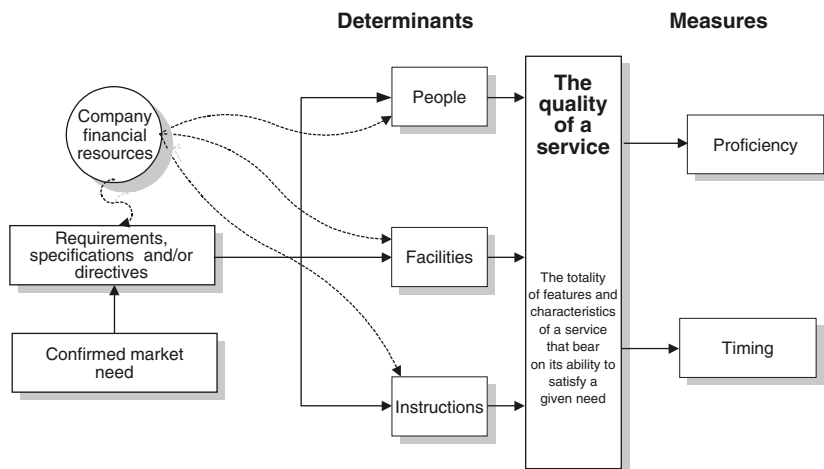 Determinants
Measures
Company
financial
resources
Requirements,
specifications and/or
directives
Confirmed market
need
People
Facilities
Instructions
The
quality
of a
service
The totality
of features and
characteristics
of a service
that bear
on its ability to
satisfy a
given need
Proficiency
Timing